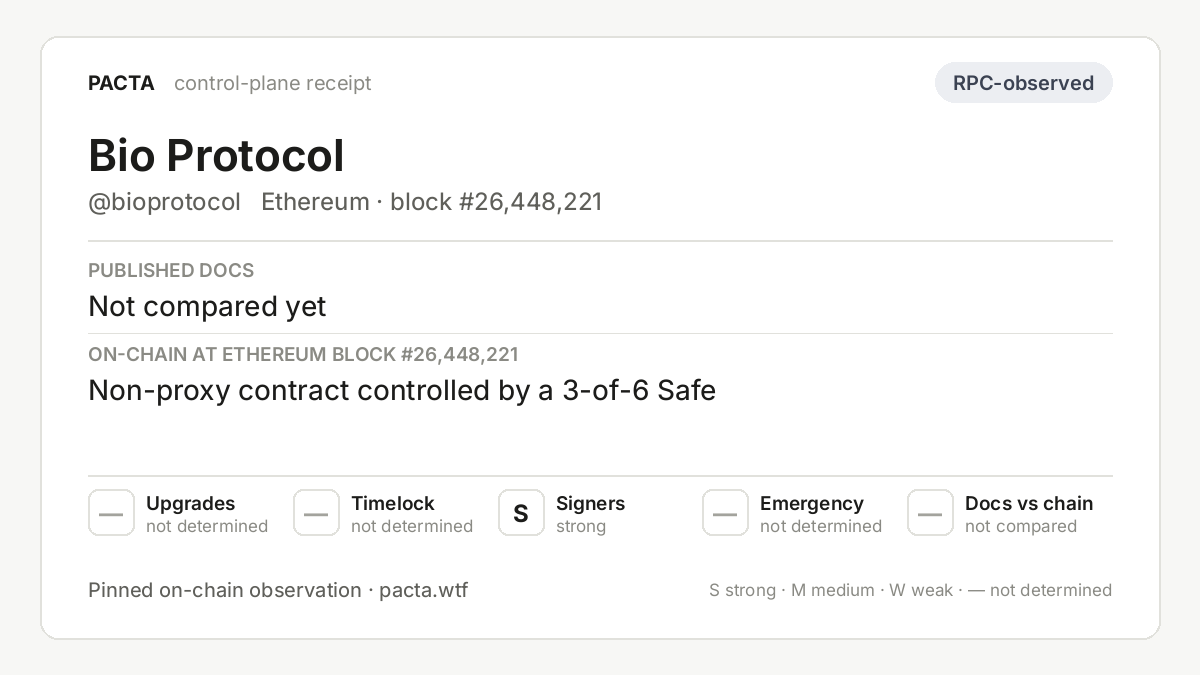 PACTA control-plane receipt
RPC-observed
Bio Protocol
@bioprotocol Ethereum · block #26,448,221
PUBLISHED DOCS
Not compared yet
ON-CHAIN AT ETHEREUM BLOCK #26,448,221
Non-proxy contract controlled by a 3-of-6 Safe
— Upgrades
not determined
— Timelock
not determined
S Signers
strong
— Emergency
not determined
— Docs vs chain
not compared
Pinned on-chain observation · pacta.wtf
S strong · M medium · W weak · — not determined